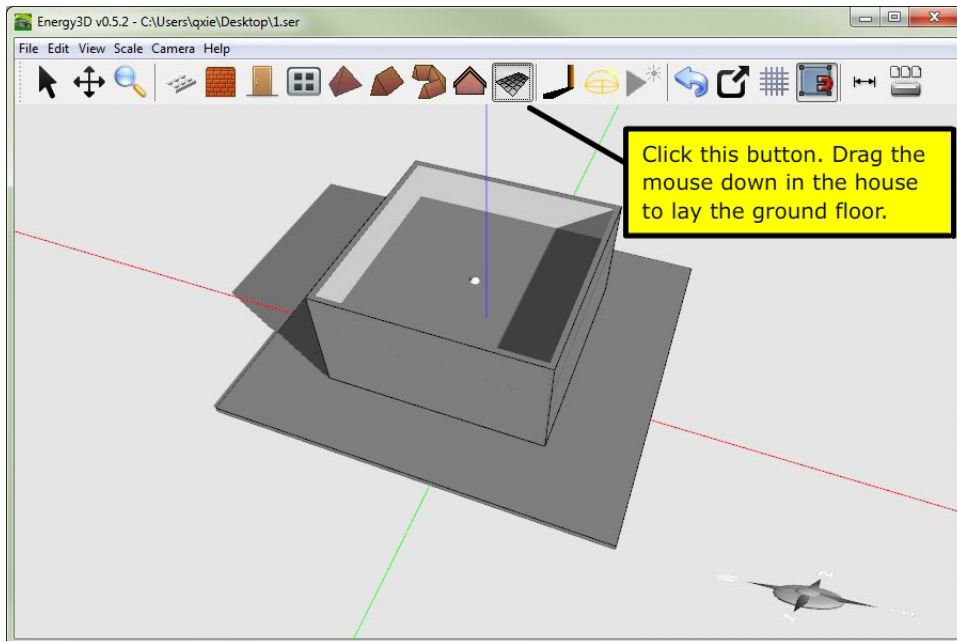 Energy3D v0.5.2 - C:\Users\qxie\Desktop\1.ser
File Edit View Scale Camera Help
Click this button. Drag the
mouse down in the house
to lay the ground floor.